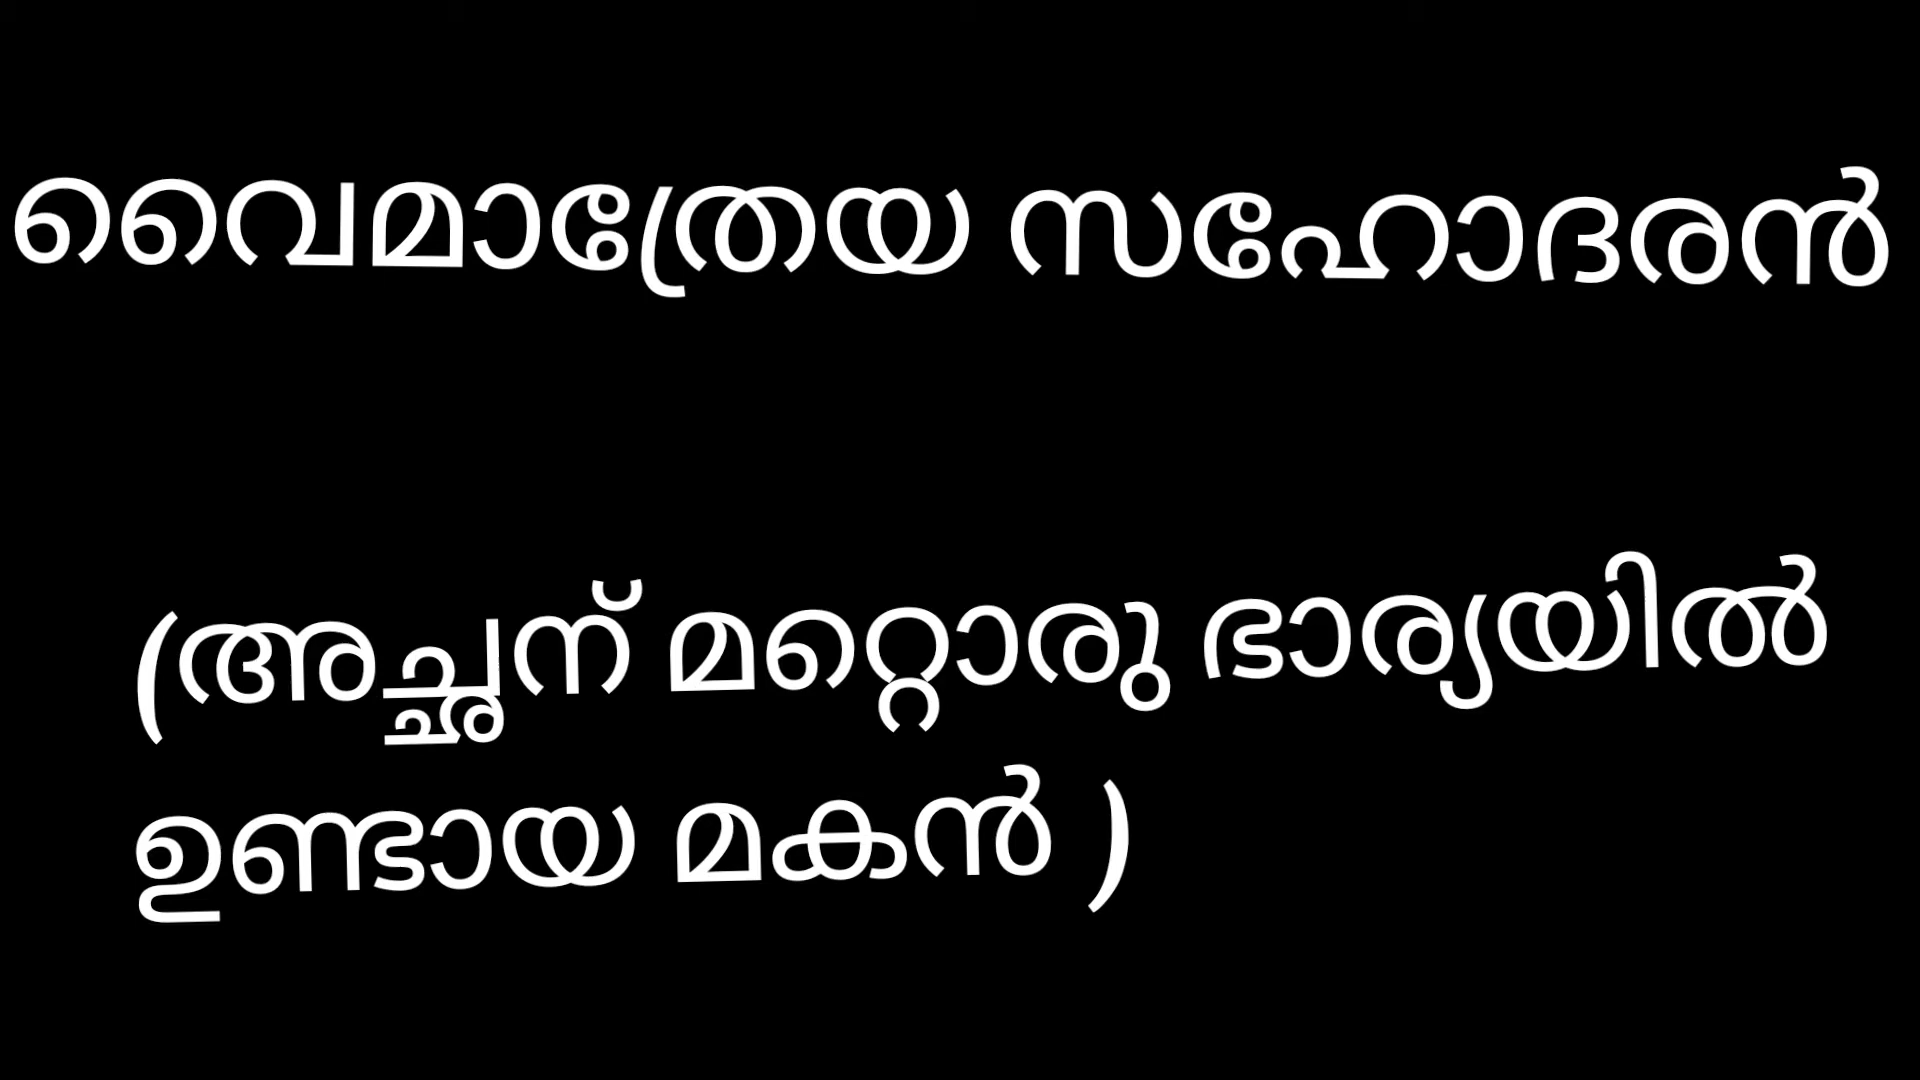 വൈമാത്രേയ സഹോദരൻ
(അച്ഛന് മറ്റൊരു ഭാര്യയിൽ
ഉണ്ടായ മകൻ )